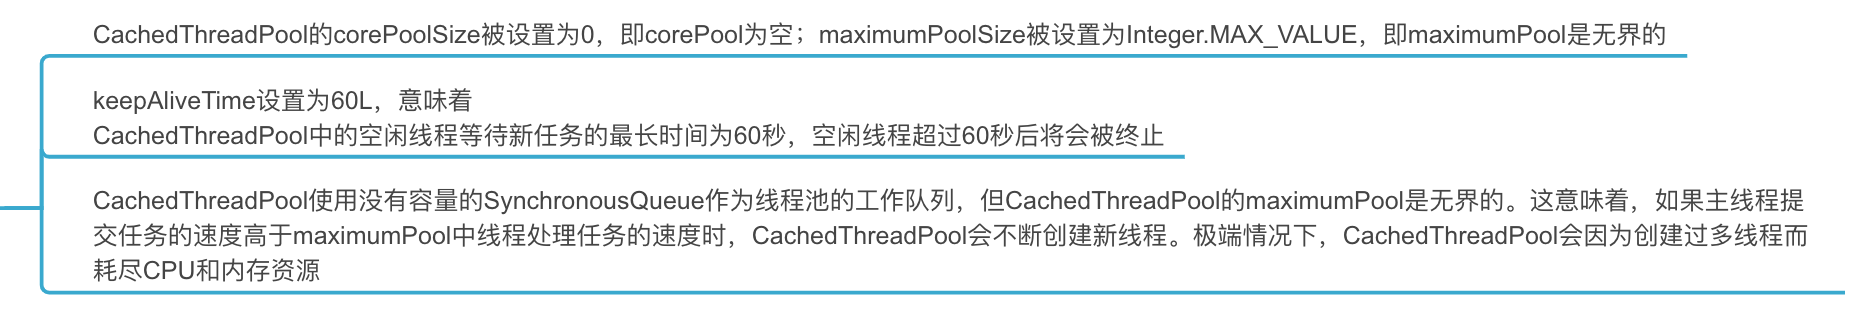 CachedThreadPool的corePoolSize被设置为0，即corePool为空；maximumPoolSize被设置为Integer.MAX_VALUE，即maximumPool是无界的
keepAliveTime设置为60L，意味着
CachedThreadPool中的空闲线程等待新任务的最长时间为60秒，空闲线程超过60秒后将会被终止
CachedThreadPool使用没有容量的SynchronousQueue作为线程池的工作队列，但CachedThreadPool的maximumPool是无界的。这意味着，如果主线程提
交任务的速度高于maximumPool中线程处理任务的速度时，CachedThreadPool会不断创建新线程。极端情况下，CachedThreadPool会因为创建过多线程而
耗尽CPU和内存资源